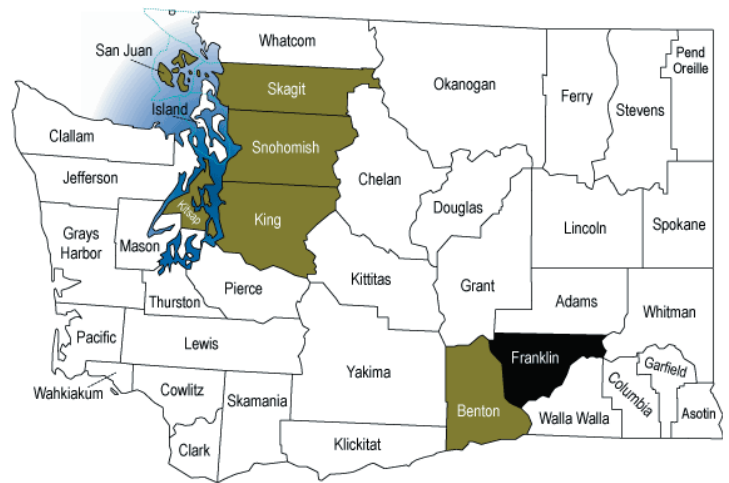 Whatcom
San Juan
Skagit
Okanogan
Ferry
Stevens
Pend
Oreille
Island
Clallam
Snohomish
Chelan
Jefferson
Kitsap
King
Douglas
Lincoln
Spokane
Grays
Harbor
Mason
Kittitas
Grant
Pierce
Thurston
Adams
Whitman
Pacific
Lewis
Yakima
Franklin
Garfield
Columbia
Wahkiakum
Cowlitz
Skamania
Benton
Walla Walla
Asotin
Clark
Klickitat